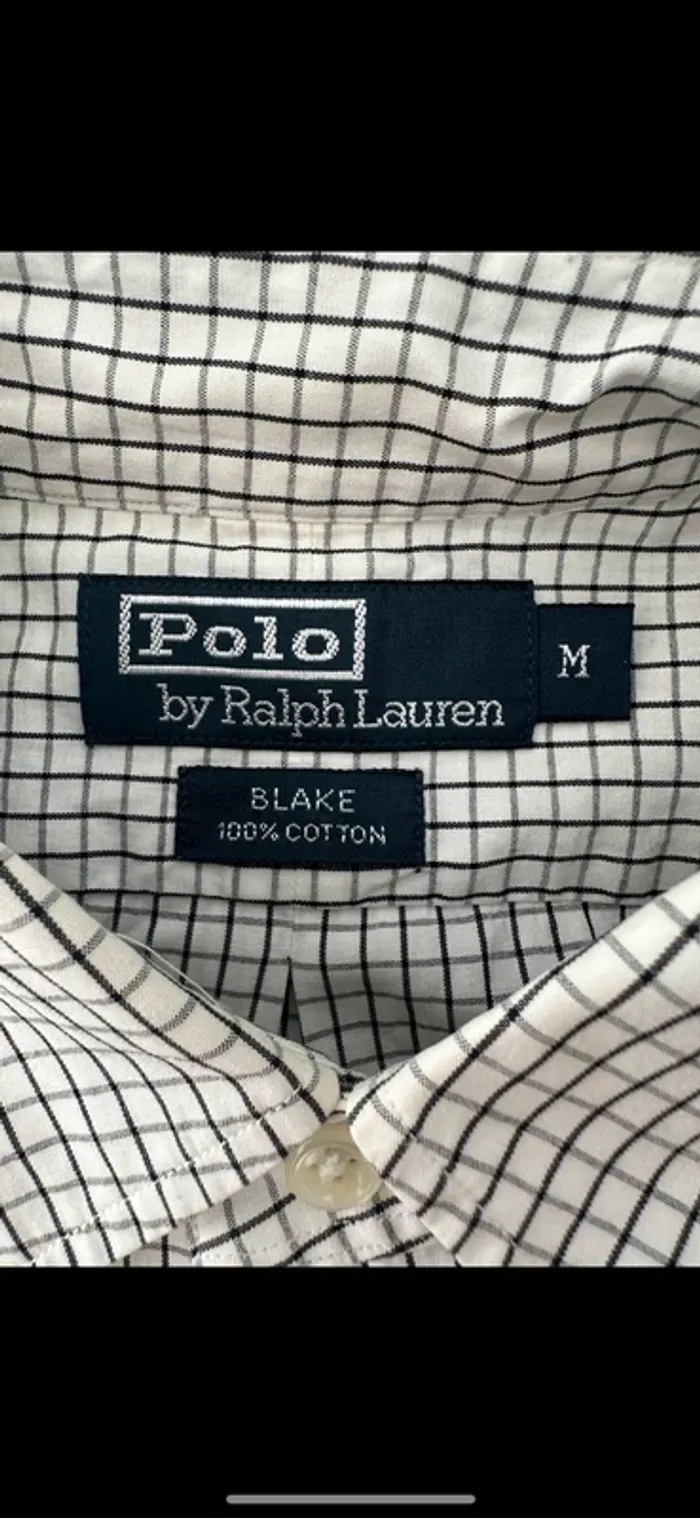 Polo
by Ralph Lauren
M
BLAKE
100% COTTON